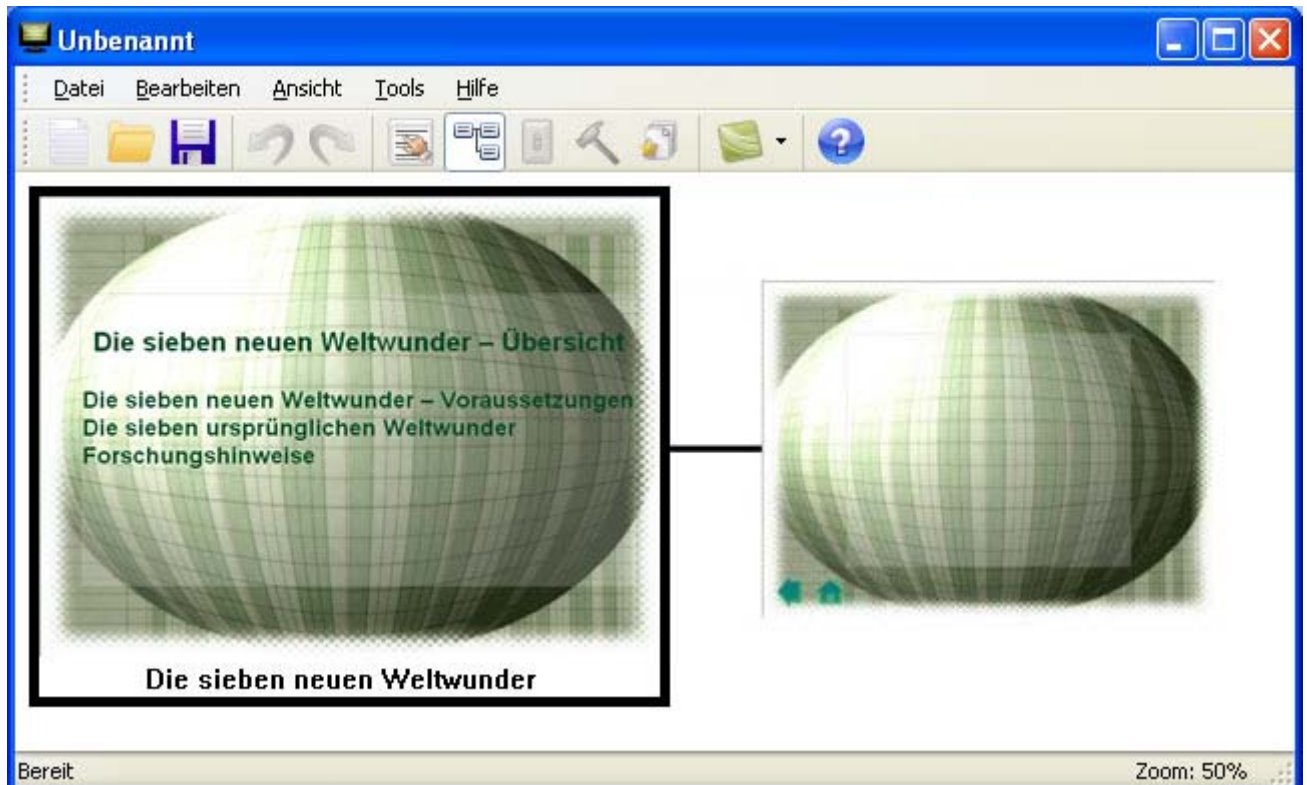 Unbenannt
Datei Bearbeiten Ansicht Tools Hilfe
Die sieben neuen Weltwunder – Übersicht
Die sieben neuen Weltwunder – Voraussetzungen
Die sieben ursprünglichen Weltwunder
Forschungshinweise
Die sieben neuen Weltwunder
Bereit Zoom: 50%